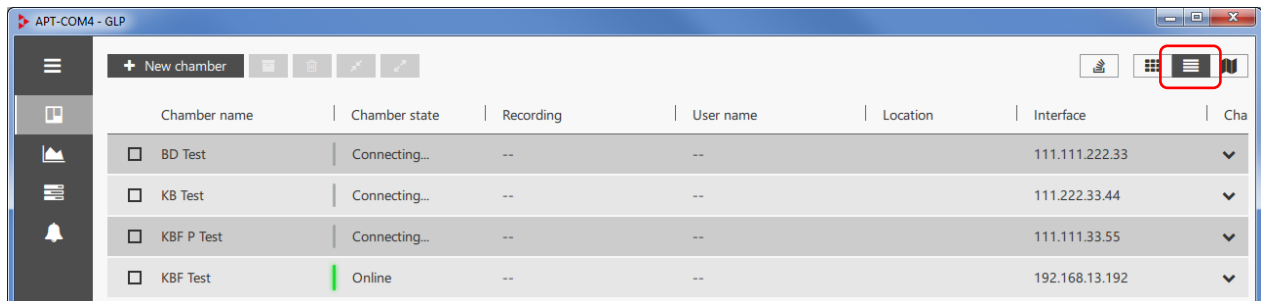 APT-COM4 - GLP
+ New chamber
Chamber name Chamber state Recording User name Location Interface Cha
BD Test Connecting... -- -- 111.111.222.33
KB Test Connecting... -- -- 111.222.33.44
KBF P Test Connecting... -- -- 111.111.33.55
KBF Test Online -- -- 192.168.13.192